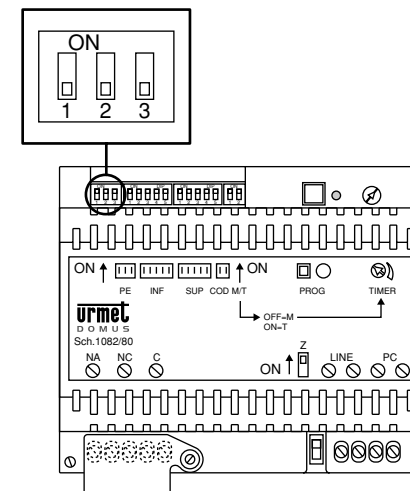 ON
1 2 3
ON ON
PE INF SUP COD M/T PROG TIMER
OFF=M
ON=T
urmet
DOMUS
Sch.1082/80
NA NC C ON Z LINE PC